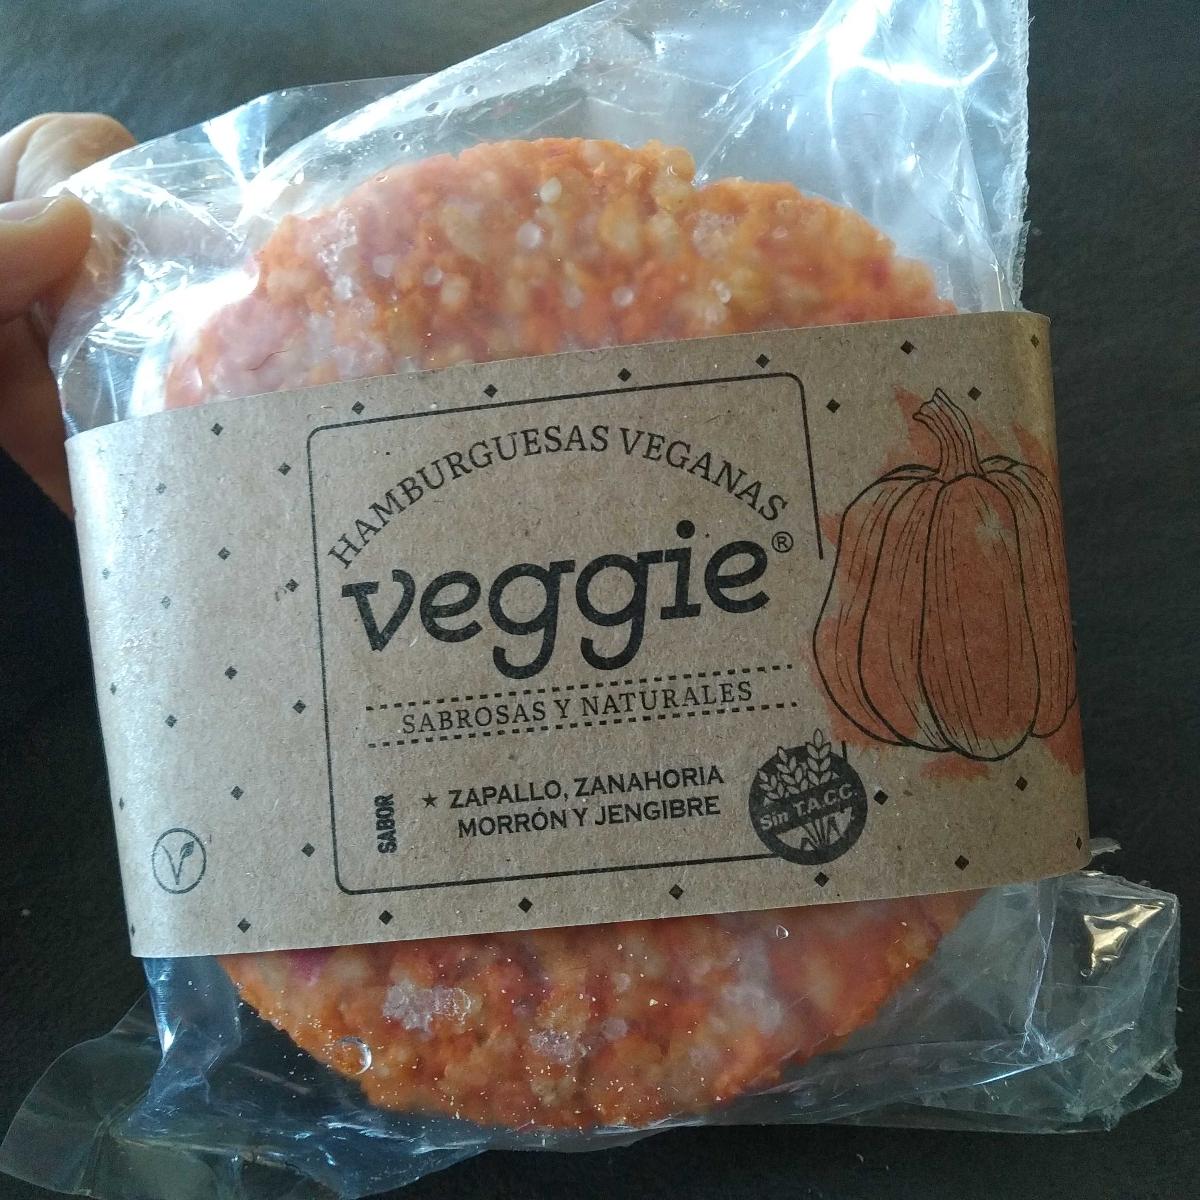 HAMBURGUESAS VEGANAS
veggie®
SABROSAS Y NATURALES
SABOR
★ ZAPALLO, ZANAHORIA
MORRÓN Y JENGIBRE
Sin T.A.C.C.
V